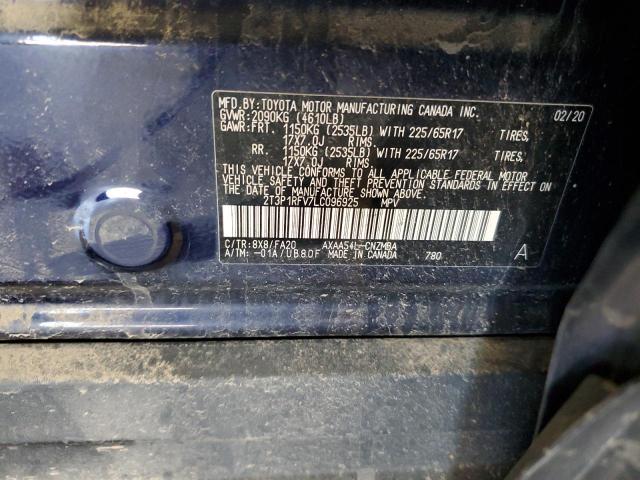 MFD.BY: TOYOTA MOTOR MANUFACTURING CANADA INC. 02/20
GVWR: 2090KG (4610LB)
GAWR: FRT. 1150KG (2535LB) WITH 225/65R17 TIRES,
17X7.0J RIMS
RR. 1150KG (2535LB) WITH 225/65R17 TIRES,
17X7.0J RIMS
THIS VEHICLE CONFORMS TO ALL APPLICABLE FEDERAL MOTOR
VEHICLE SAFETY, BUMPER, AND THEFT PREVENTION STANDARDS IN
EFFECT ON THE DATE OF MANUFACTURE SHOWN ABOVE.
2T3P1RFV7LC096925 MPV
C/TR: 8X8/FA20 AXAA54L-CNZMBA
A/TM: -01A/UB80F MADE IN CANADA 780 A